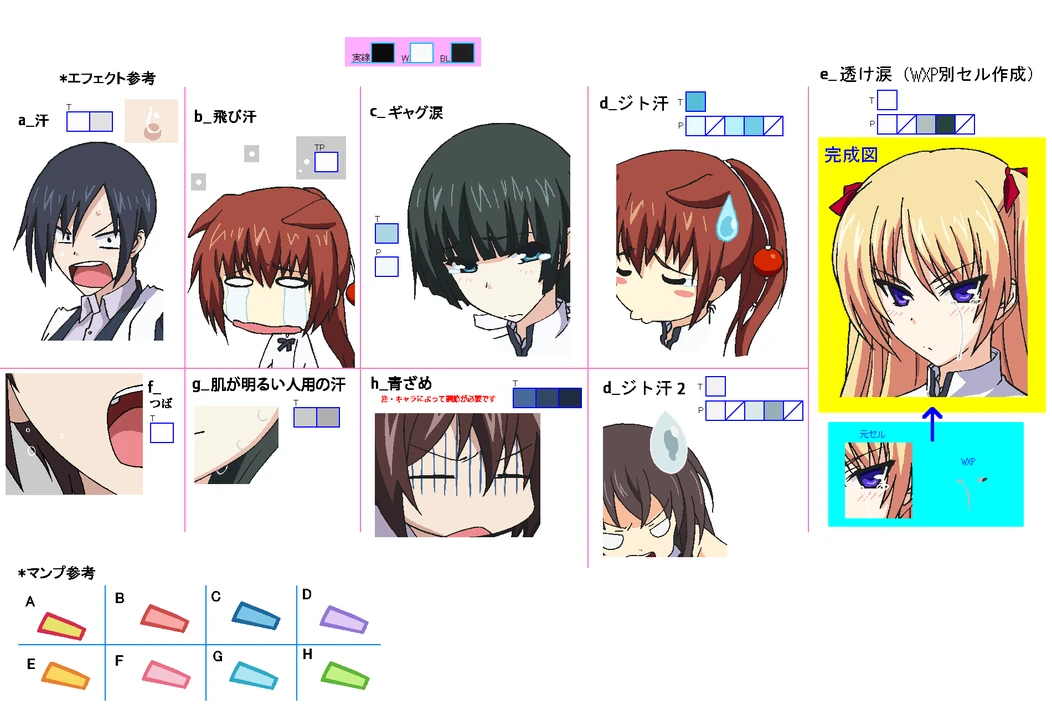 実線 W BL
*エフェクト参考
a_汗
T
b_飛び汗
TP
c_ギャグ涙
T
P
d_ジト汗
T
P
e_透け涙（WXP別セル作成）
T
P
完成図
f_
つば
T
g_肌が明るい人用の汗
T
h_青ざめ
注・キャラによって調節が必要です
T
d_ジト汗２
T
P
元セル
WXP
*マンプ参考
A
B
C
D
E
F
G
H